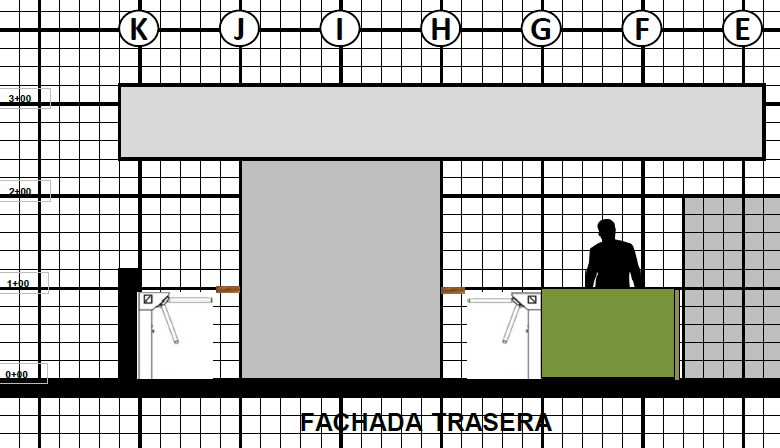 K J I H G F E
3+00
2+00
1+00
0+00
FACHADA TRASERA